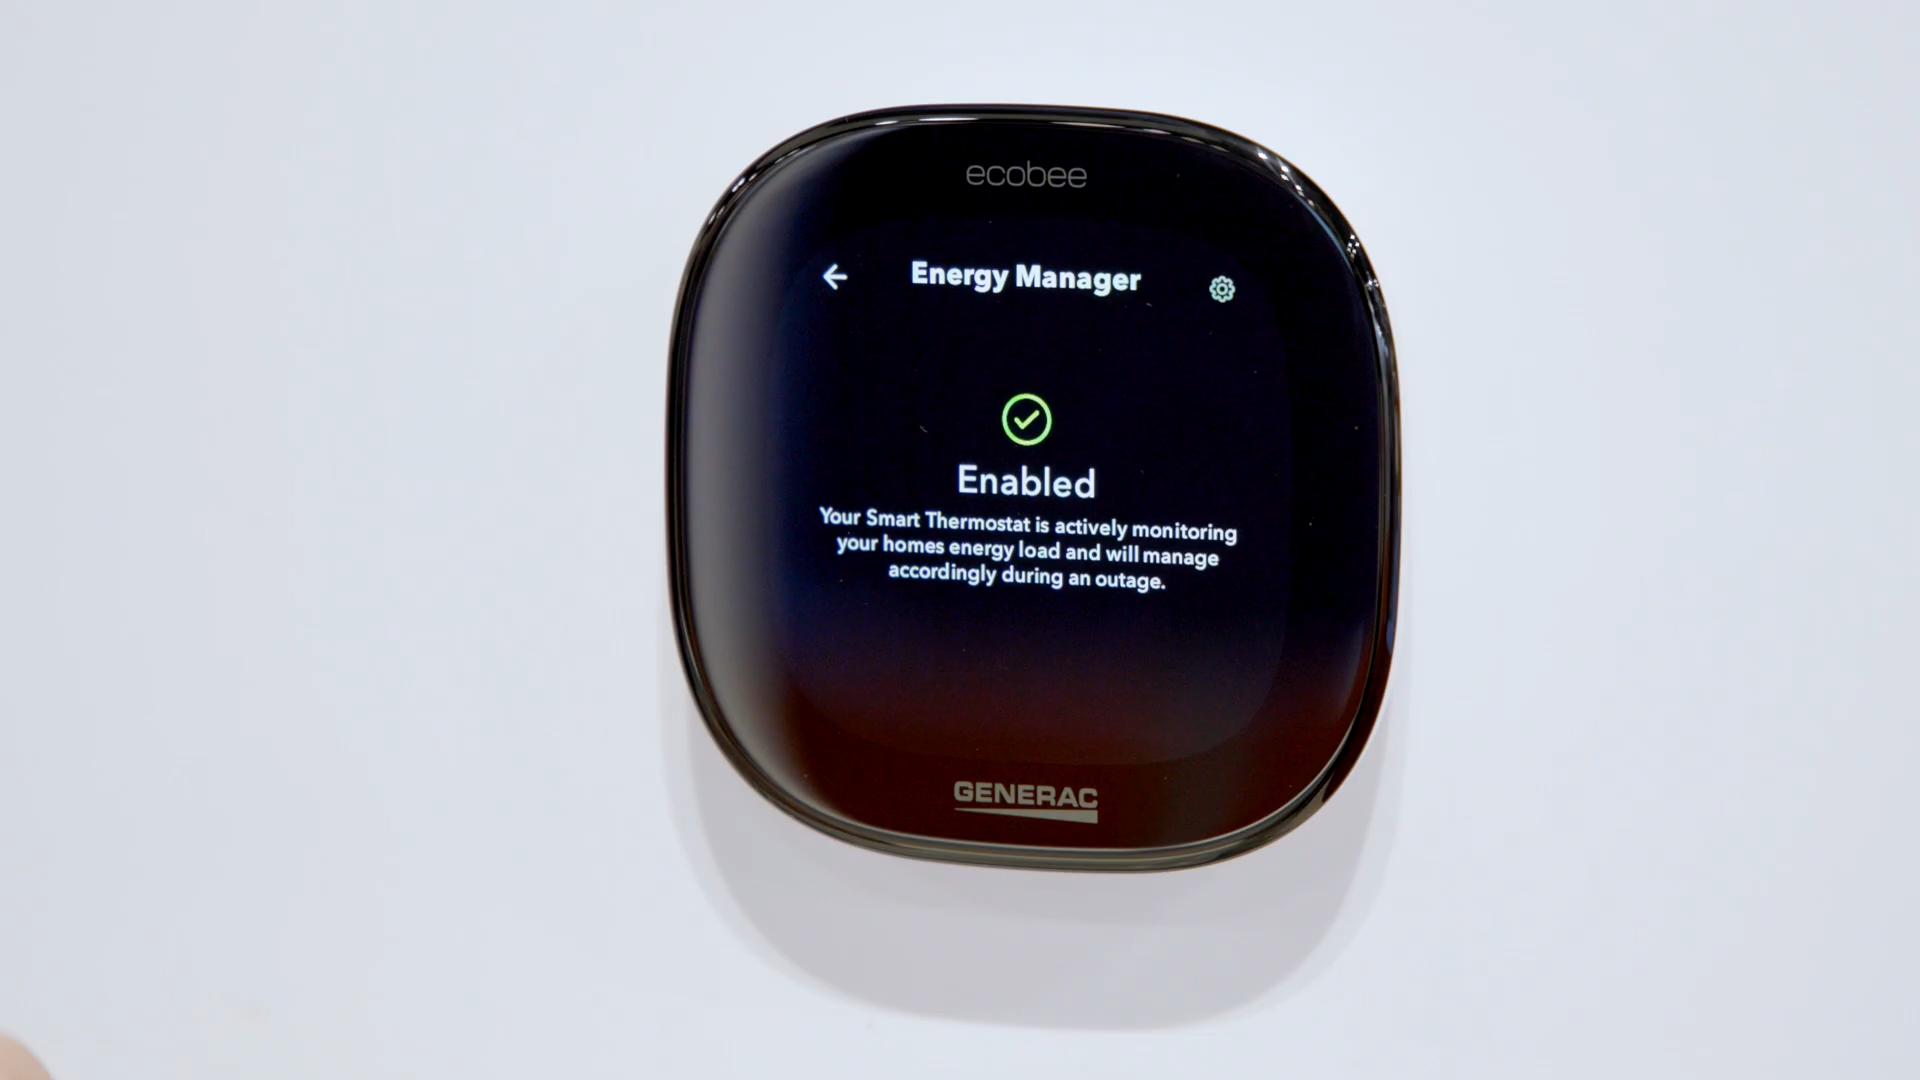 ecobee
Energy Manager
Enabled
Your Smart Thermostat is actively monitoring
your homes energy load and will manage
accordingly during an outage.
GENERAC